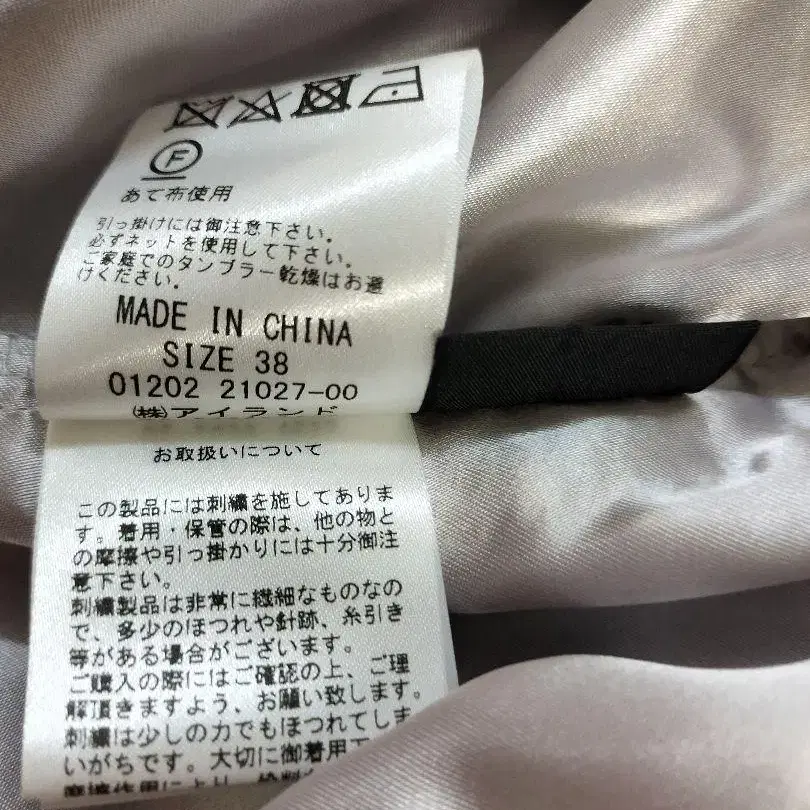 F
あて布使用
引っ掛けには御注意下さい。
必ずネットを使用して下さい。
ご家庭でのタンブラー乾燥はお避
けください。
MADE IN CHINA
SIZE 38
01202 21027-00
(株)アイランド
お取扱いについて
この製品には刺繍を施してありま
す。着用・保管の際は、他の物と
の摩擦や引っ掛かりには十分御注
意下さい。
刺繍製品は非常に繊細なものなの
で、多少のほつれや針跡、糸引き
等がある場合がございます。
ご購入の際にはご確認の上、ご理
解頂きますよう、お願い致します。
刺繍は少しの力でもほつれてしま
いがちです。大切に御着用下